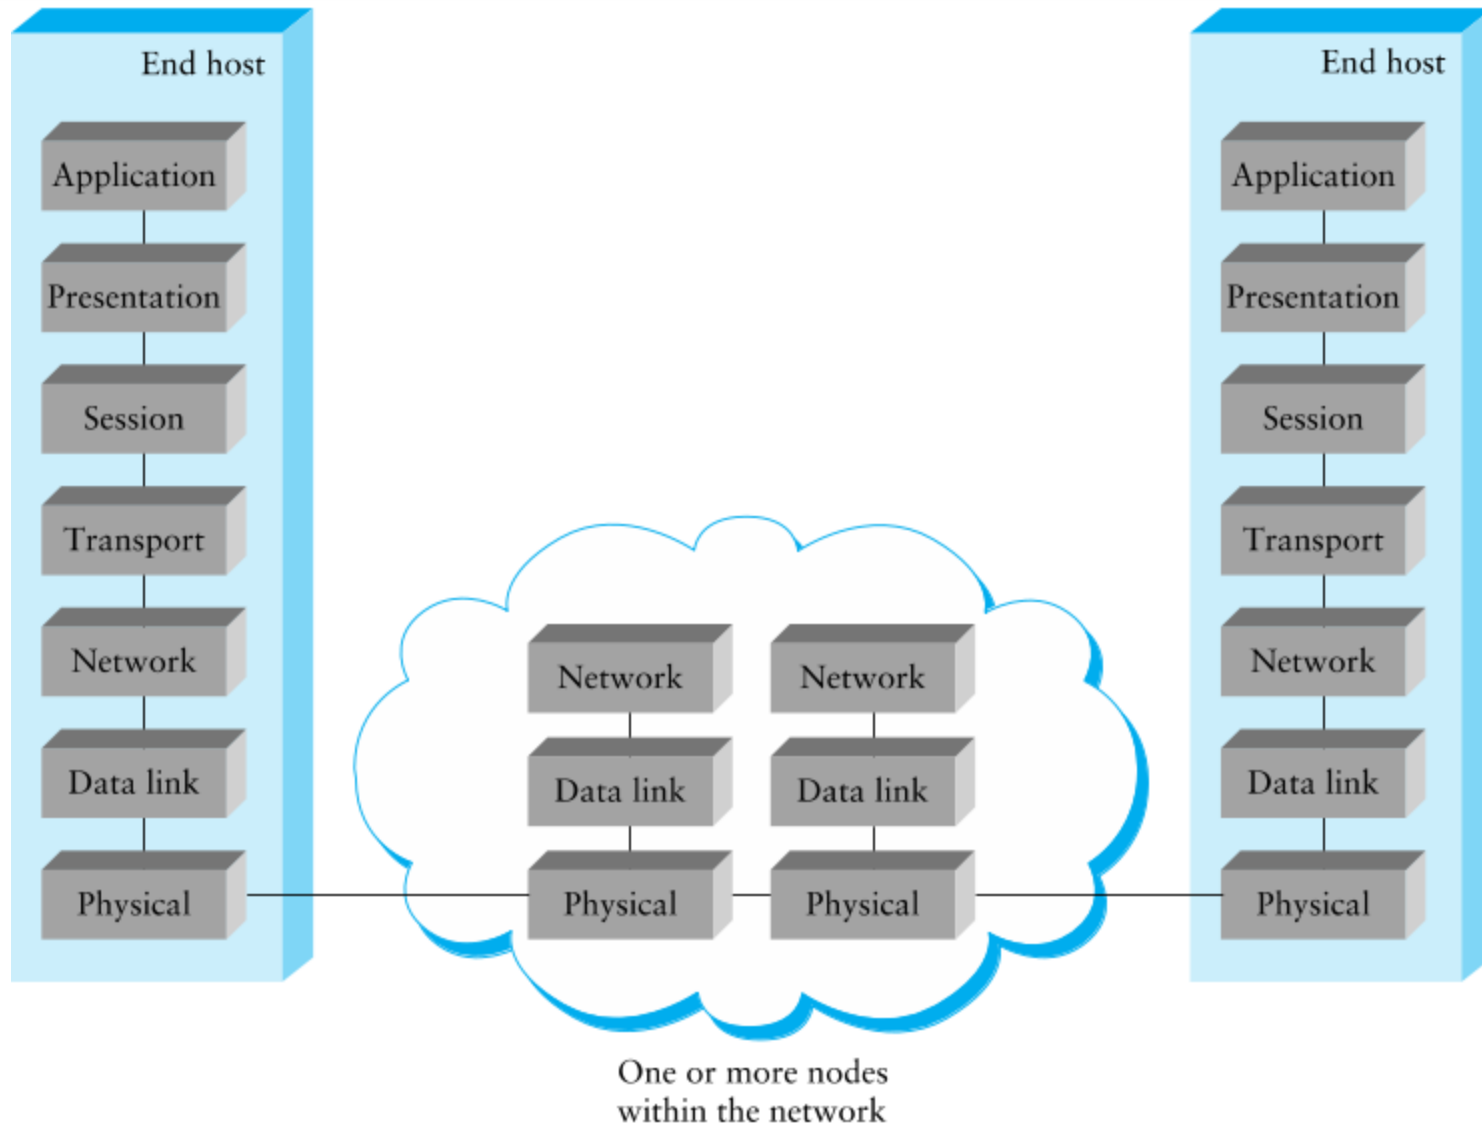 End host
Application
Presentation
Session
Transport
Network
Data link
Physical
Network
Data link
Physical
Network
Data link
Physical
One or more nodes
within the network
End host
Application
Presentation
Session
Transport
Network
Data link
Physical